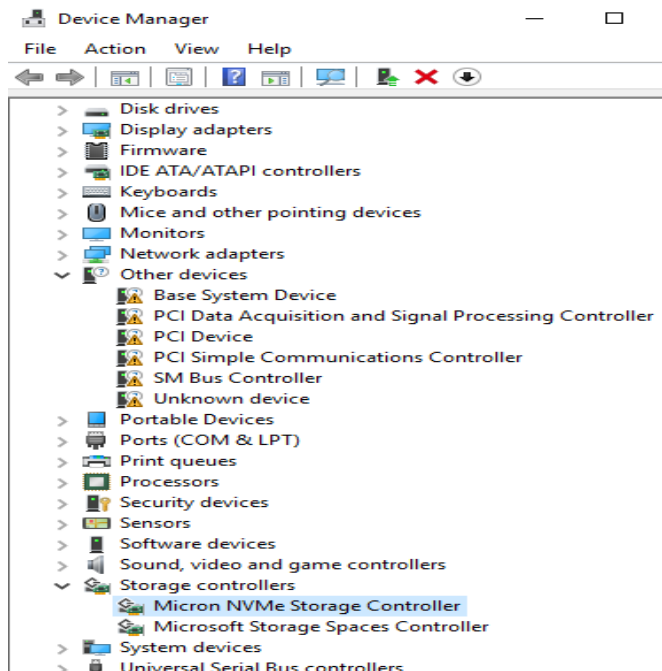 Device Manager
File Action View Help
Disk drives
Display adapters
Firmware
IDE ATA/ATAPI controllers
Keyboards
Mice and other pointing devices
Monitors
Network adapters
Other devices
Base System Device
PCI Data Acquisition and Signal Processing Controller
PCI Device
PCI Simple Communications Controller
SM Bus Controller
Unknown device
Portable Devices
Ports (COM & LPT)
Print queues
Processors
Security devices
Sensors
Software devices
Sound, video and game controllers
Storage controllers
Micron NVMe Storage Controller
Microsoft Storage Spaces Controller
System devices
Universal Serial Bus controllers